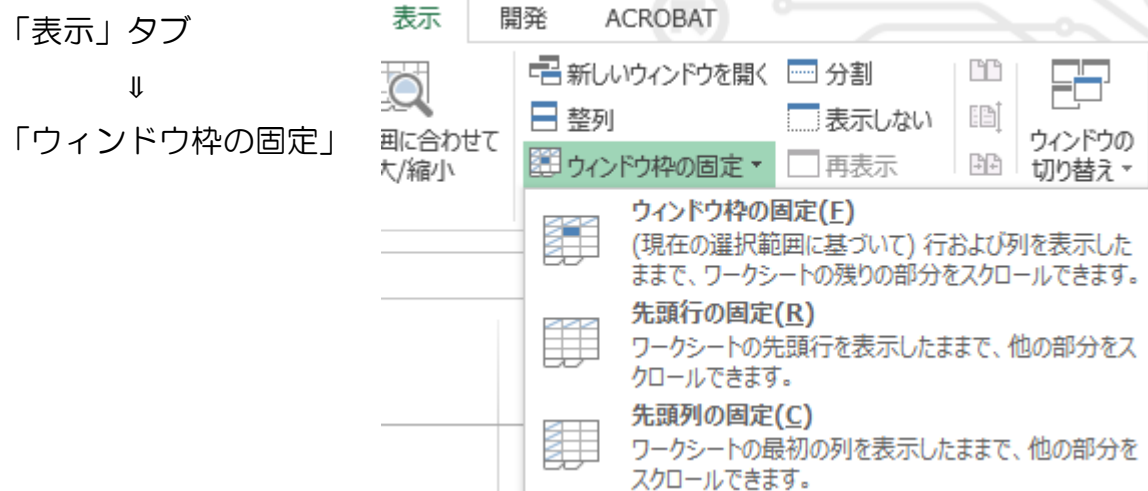 「表示」タブ
⇓
「ウィンドウ枠の固定」
表示 開発 ACROBAT
新しいウィンドウを開く 分割
整列 表示しない
囲に合わせて
大/縮小
ウィンドウ枠の固定 再表示
ウィンドウの
切り替え
ウィンドウ枠の固定(F)
(現在の選択範囲に基づいて) 行および列を表示した
ままで、ワークシートの残りの部分をスクロールできます。
先頭行の固定(R)
ワークシートの先頭行を表示したままで、他の部分をス
クロールできます。
先頭列の固定(C)
ワークシートの最初の列を表示したままで、他の部分を
スクロールできます。